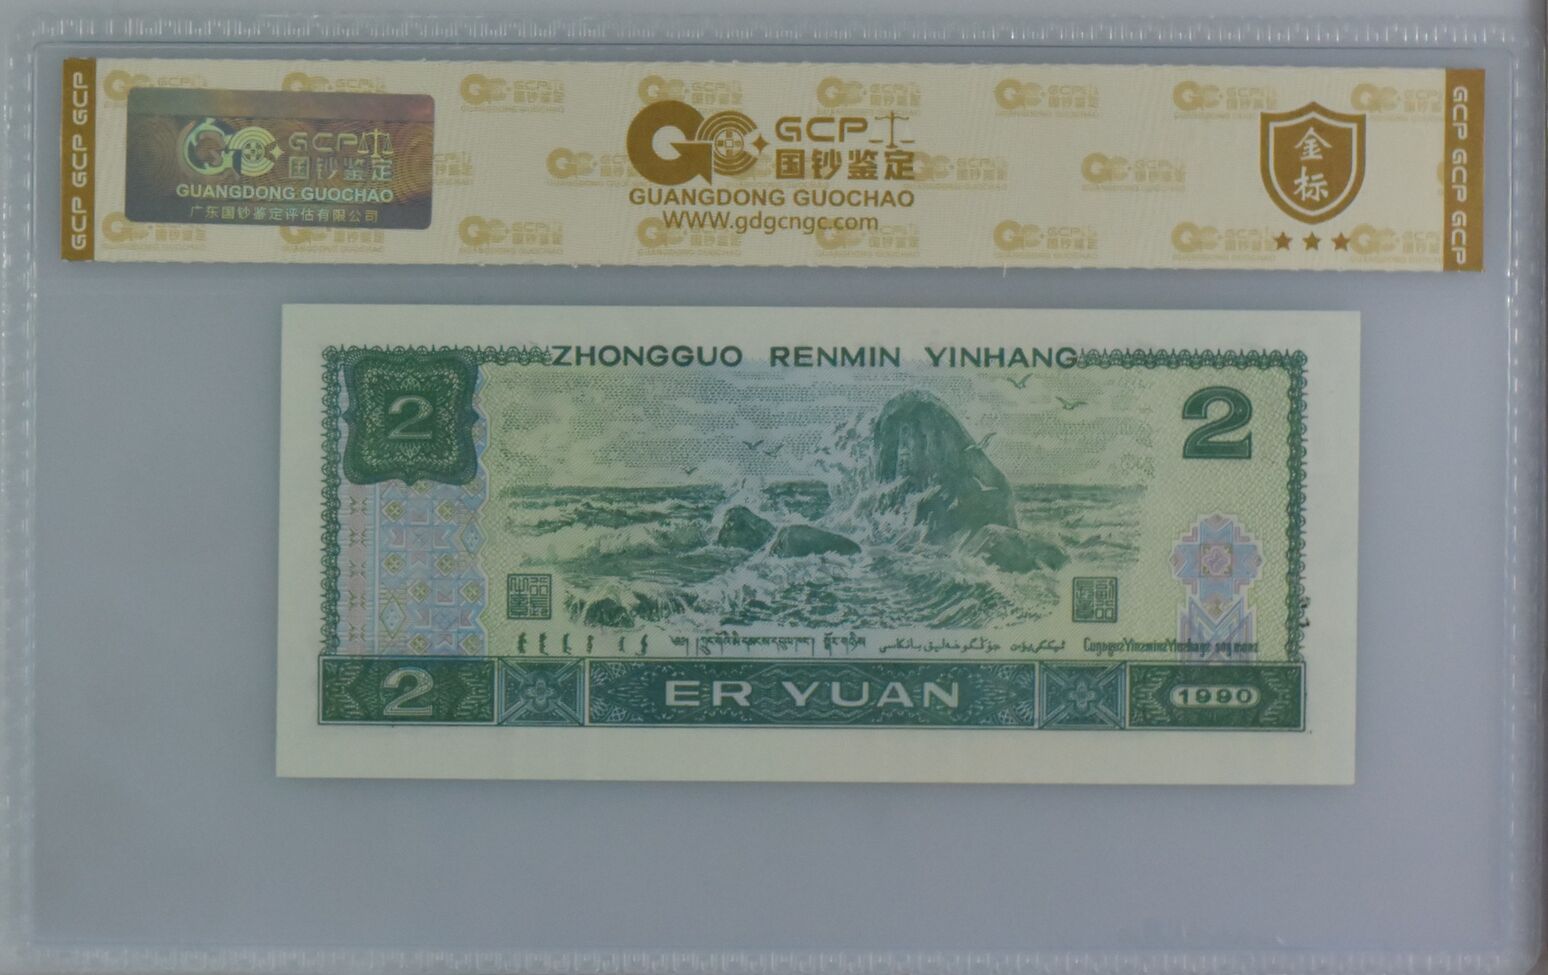 GCP GCP GCP
GCP
国钞鉴定
GUANGDONG GUOCHAO
广东国钞鉴定评估有限公司
GCP
国钞鉴定
GUANGDONG GUOCHAO
WWW.gdgcngc.com
金标
GCP GCP GCP
ZHONGGUO RENMIN YINHANG
2
2
2
ER YUAN
1990